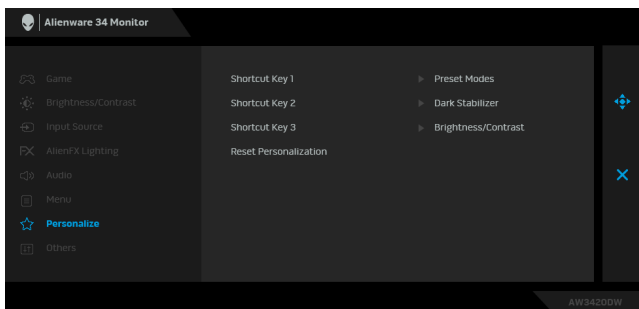 Alienware 34 Monitor
Game
Brightness/Contrast
Input Source
AlienFX Lighting
Audio
Menu
Personalize
Others
Shortcut Key 1 Preset Modes
Shortcut Key 2 Dark Stabilizer
Shortcut Key 3 Brightness/Contrast
Reset Personalization
AW3420DW